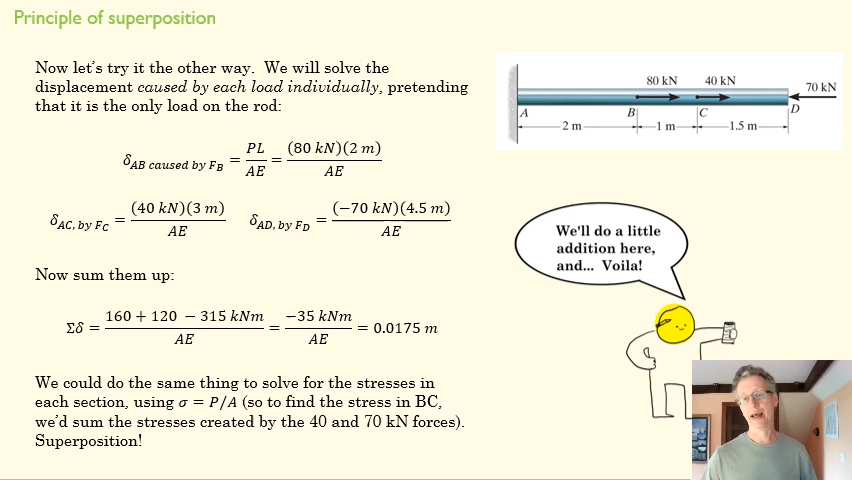 Principle of superposition
Now let's try it the other way. We will solve the
displacement caused by each load individually, pretending
that it is the only load on the rod:
δ_AB caused by F_B = PL/AE = (80 kN)(2 m)/AE
δ_AC, by F_C = (40 kN)(3 m)/AE δ_AD, by F_D = (−70 kN)(4.5 m)/AE
Now sum them up:
Σδ = 160 + 120 − 315 kNm/AE = −35 kNm/AE = 0.0175 m
We could do the same thing to solve for the stresses in
each section, using σ = P/A (so to find the stress in BC,
we'd sum the stresses created by the 40 and 70 kN forces).
Superposition!
80 kN 40 kN
70 kN
A B C D
2 m 1 m 1.5 m
We'll do a little
addition here,
and... Voila!